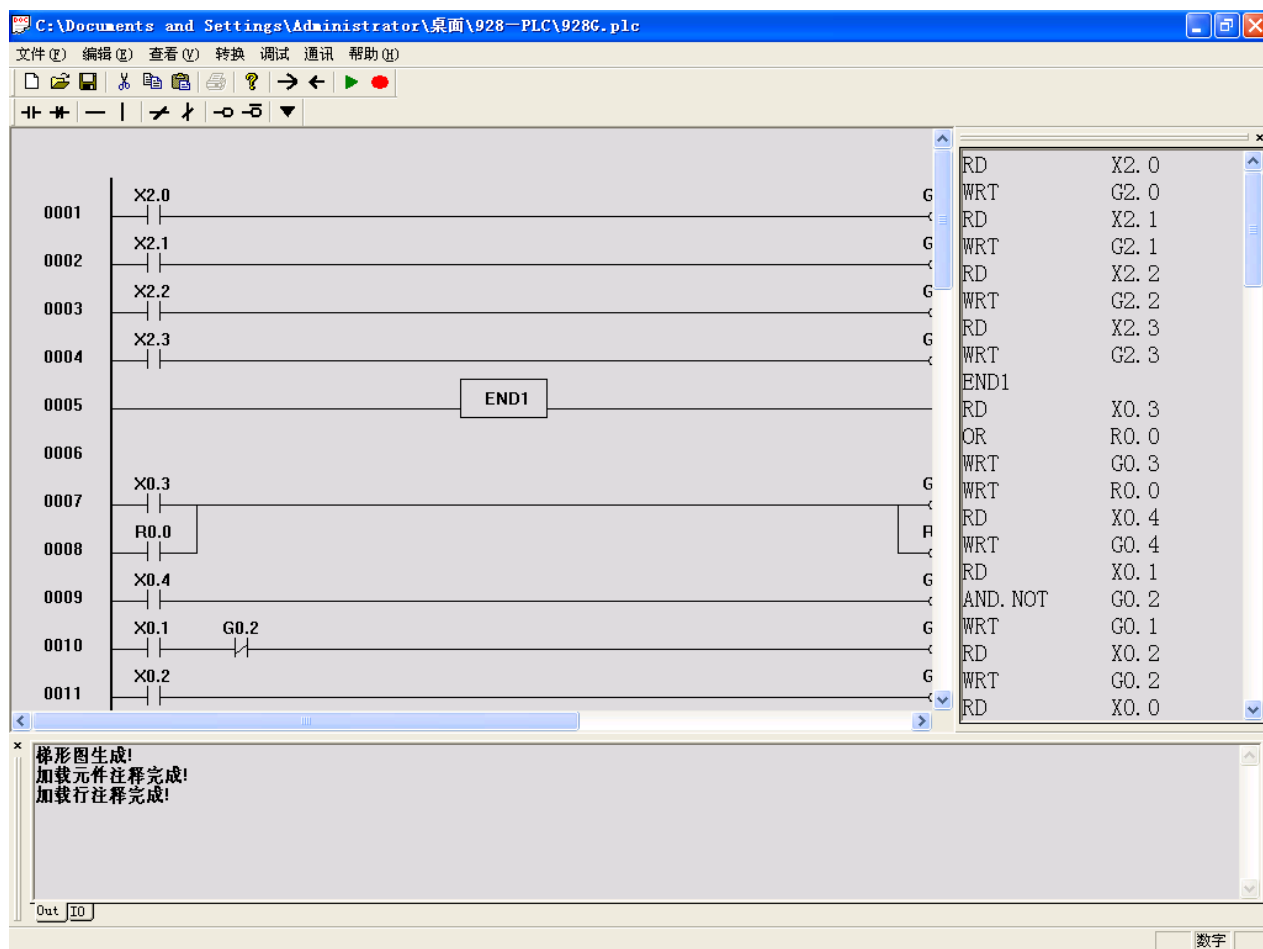 C:\Documents and Settings\Administrator\桌面\928一PLC\928G.plc
文件(F) 编辑(E) 查看(V) 转换 调试 通讯 帮助(H)
X2.0 G
0001
X2.1 G
0002
X2.2 G
0003
X2.3 G
0004
0005 END1
0006
X0.3 G
0007
R0.0 R
0008
X0.4 G
0009
X0.1 G0.2 G
0010
X0.2 G
0011
RD X2.0
WRT G2.0
RD X2.1
WRT G2.1
RD X2.2
WRT G2.2
RD X2.3
WRT G2.3
END1
RD X0.3
OR R0.0
WRT G0.3
WRT R0.0
RD X0.4
WRT G0.4
RD X0.1
AND.NOT G0.2
WRT G0.1
RD X0.2
WRT G0.2
RD X0.0
梯形图生成!
加载元件注释完成!
加载行注释完成!
Out IO
数字